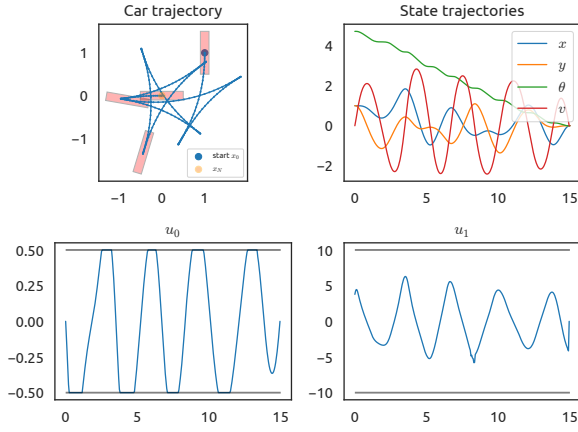 Car trajectory
1
0
−1
−1 0 1
start x₀
x_N
State trajectories
4
2
0
−2
0 5 10 15
x
y
θ
v
u₀
0.50
0.25
0.00
−0.25
−0.50
0 5 10 15
u₁
10
5
0
−5
−10
0 5 10 15